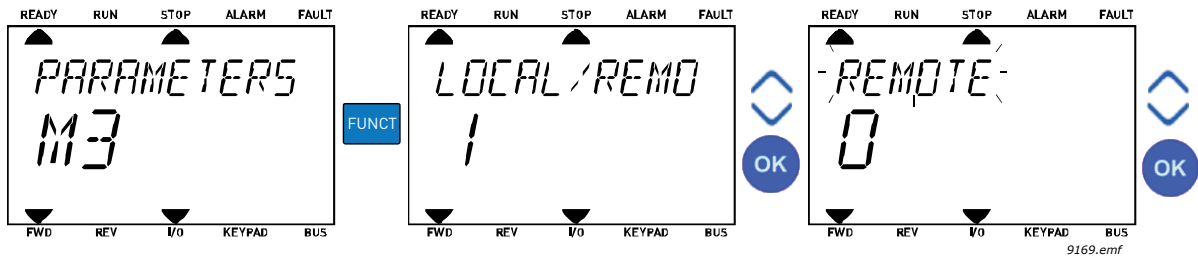 READY RUN STOP ALARM FAULT
PARAMETERS
M3
FWD REV I/O KEYPAD BUS
FUNCT
READY RUN STOP ALARM FAULT
LOCAL/REMO
1
FWD REV I/O KEYPAD BUS
OK
READY RUN STOP ALARM FAULT
REMOTE
0
FWD REV I/O KEYPAD BUS
OK
9169.emf